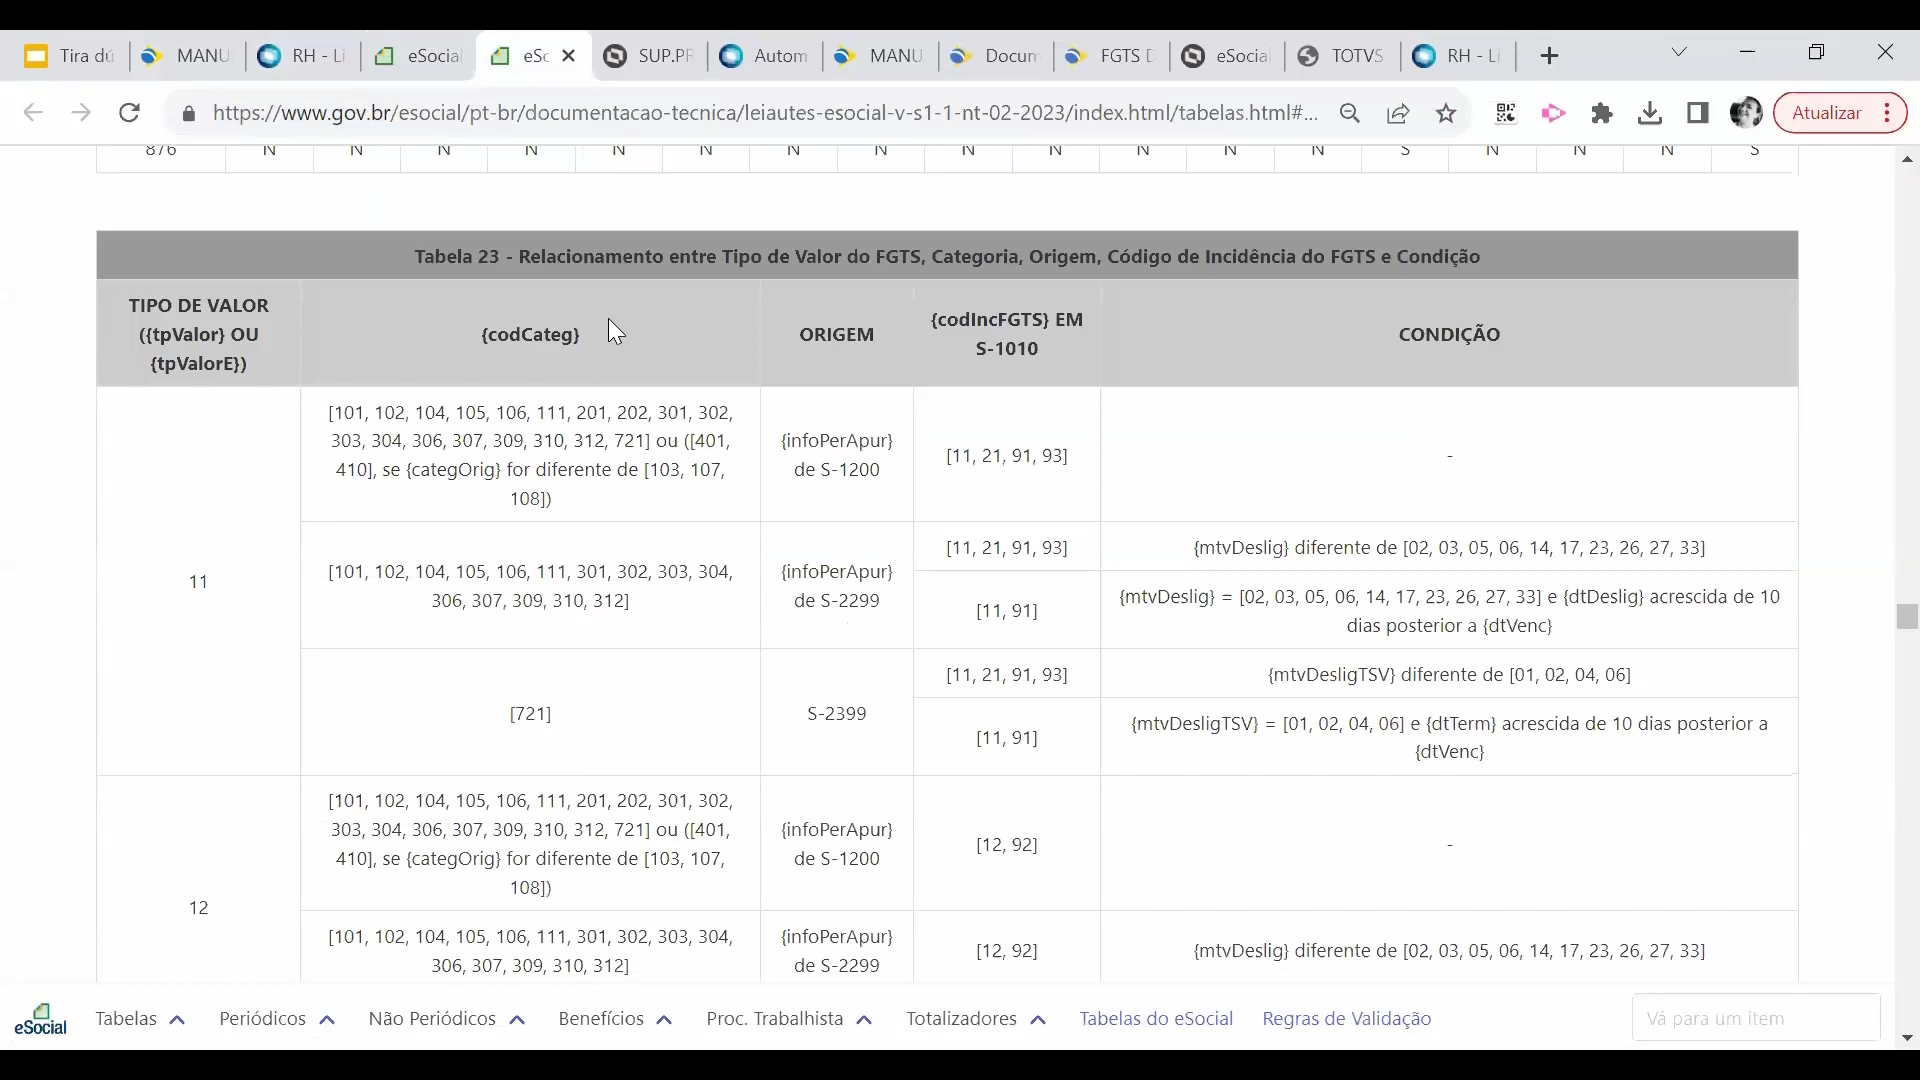 Tira dú
MANU
RH - Li
eSocial
eSc
SUP.PR
Autom
MANU
Docum
FGTS D
eSocial
TOTVS
RH - Li
https://www.gov.br/esocial/pt-br/documentacao-tecnica/leiautes-esocial-v-s1-1-nt-02-2023/index.html/tabelas.html#...
Atualizar
876 N N N N N N N N N N N N N S N N N S
Tabela 23 - Relacionamento entre Tipo de Valor do FGTS, Categoria, Origem, Código de Incidência do FGTS e Condição
TIPO DE VALOR
({tpValor} OU
{tpValorE})
{codCateg}
ORIGEM
{codIncFGTS} EM
S-1010
CONDIÇÃO
11
[101, 102, 104, 105, 106, 111, 201, 202, 301, 302,
303, 304, 306, 307, 309, 310, 312, 721] ou ([401,
410], se {categOrig} for diferente de [103, 107,
108])
{infoPerApur}
de S-1200
[11, 21, 91, 93]
-
[101, 102, 104, 105, 106, 111, 301, 302, 303, 304,
306, 307, 309, 310, 312]
{infoPerApur}
de S-2299
[11, 21, 91, 93]
{mtvDeslig} diferente de [02, 03, 05, 06, 14, 17, 23, 26, 27, 33]
[11, 91]
{mtvDeslig} = [02, 03, 05, 06, 14, 17, 23, 26, 27, 33] e {dtDeslig} acrescida de 10
dias posterior a {dtVenc}
[721]
S-2399
[11, 21, 91, 93]
{mtvDesligTSV} diferente de [01, 02, 04, 06]
[11, 91]
{mtvDesligTSV} = [01, 02, 04, 06] e {dtTerm} acrescida de 10 dias posterior a
{dtVenc}
12
[101, 102, 104, 105, 106, 111, 201, 202, 301, 302,
303, 304, 306, 307, 309, 310, 312, 721] ou ([401,
410], se {categOrig} for diferente de [103, 107,
108])
{infoPerApur}
de S-1200
[12, 92]
-
[101, 102, 104, 105, 106, 111, 301, 302, 303, 304,
306, 307, 309, 310, 312]
{infoPerApur}
de S-2299
[12, 92]
{mtvDeslig} diferente de [02, 03, 05, 06, 14, 17, 23, 26, 27, 33]
eSocial
Tabelas
Periódicos
Não Periódicos
Benefícios
Proc. Trabalhista
Totalizadores
Tabelas do eSocial
Regras de Validação
Vá para um item